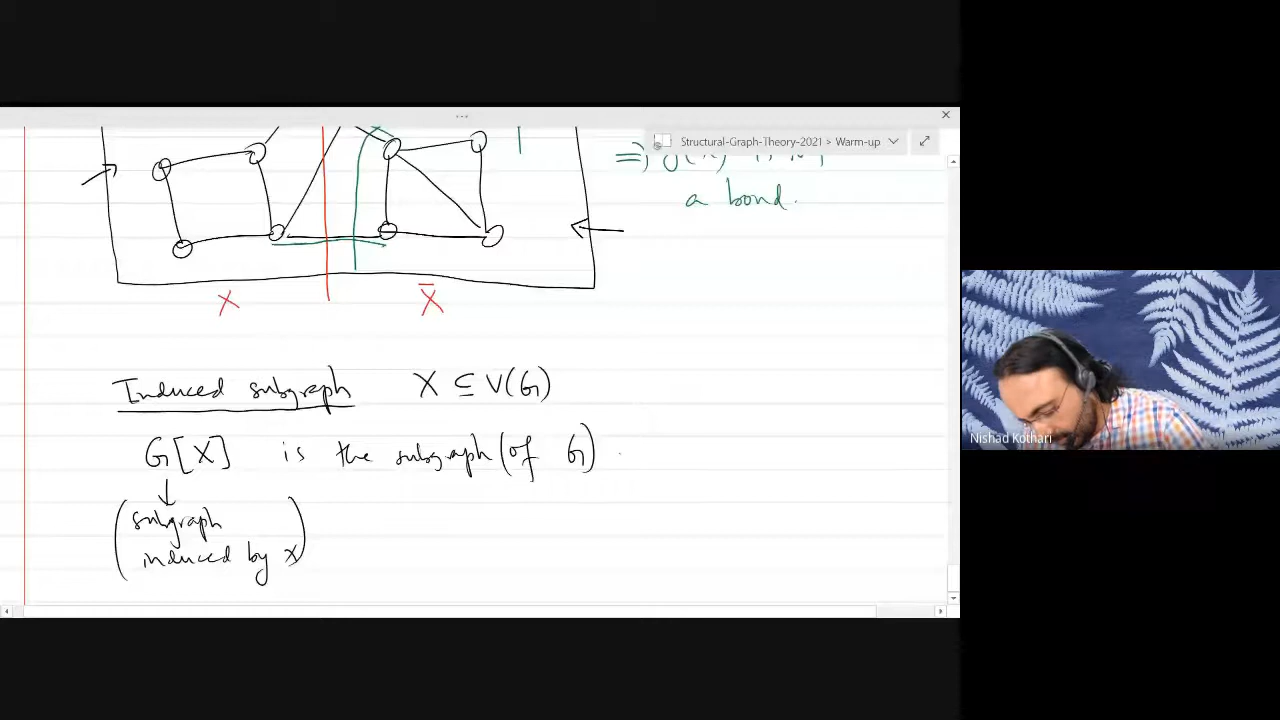 Structural-Graph-Theory-2021 > Warm-up
a bond.
X X̄
Induced subgraph X ⊆ V(G)
G[X] is the subgraph (of G)
(subgraph
induced by X)
Nishad Kothari